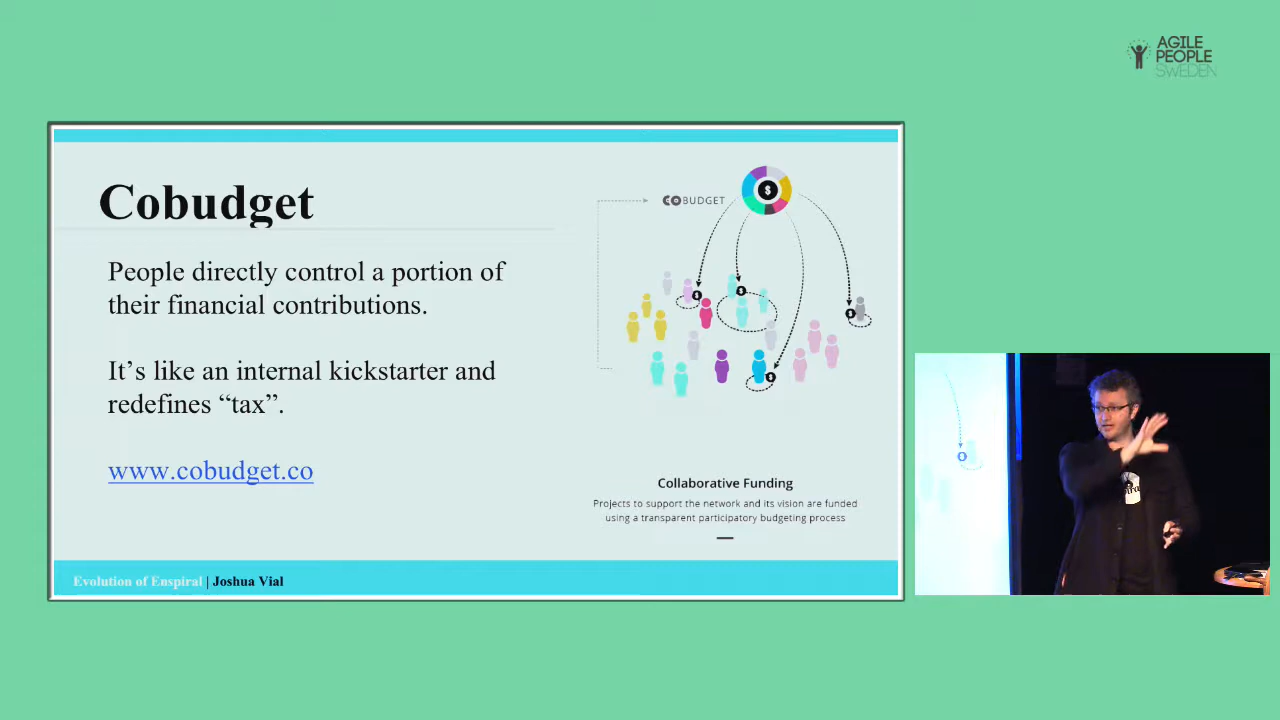 AGILE
PEOPLE
SWEDEN
Cobudget
People directly control a portion of
their financial contributions.
It’s like an internal kickstarter and
redefines “tax”.
www.cobudget.co
COBUDGET
$
Collaborative Funding
Projects to support the network and its vision are funded
using a transparent participatory budgeting process
Evolution of Enspiral | Joshua Vial